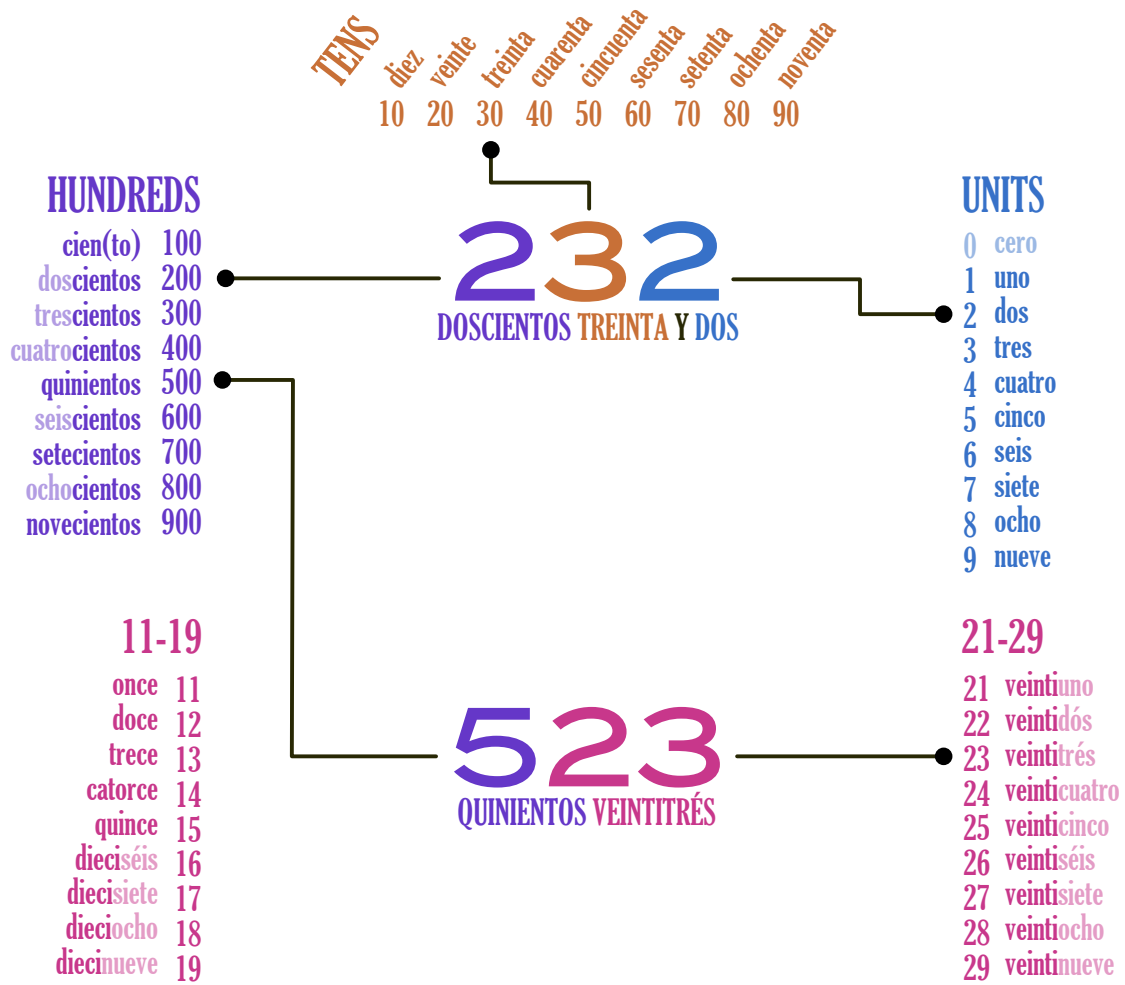 TENS
diez veinte treinta cuarenta cincuenta sesenta setenta ochenta noventa
10 20 30 40 50 60 70 80 90
HUNDREDS
cien(to) 100
doscientos 200
trescientos 300
cuatrocientos 400
quinientos 500
seiscientos 600
setecientos 700
ochocientos 800
novecientos 900
232
DOSCIENTOS TREINTA Y DOS
UNITS
0 cero
1 uno
2 dos
3 tres
4 cuatro
5 cinco
6 seis
7 siete
8 ocho
9 nueve
11-19
once 11
doce 12
trece 13
catorce 14
quince 15
dieciséis 16
diecisiete 17
dieciocho 18
diecinueve 19
523
QUINIENTOS VEINTITRÉS
21-29
21 veintiuno
22 veintidós
23 veintitrés
24 veinticuatro
25 veinticinco
26 veintiséis
27 veintisiete
28 veintiocho
29 veintinueve